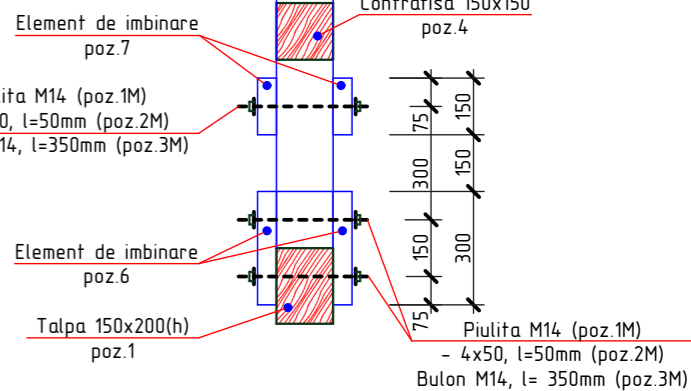 Contrafisa 150x150
poz.4
Element de imbinare
poz.7
M14 (poz.1M)
l=50mm (poz.2M)
l=350mm (poz.3M)
75
300
150
75
150
150
300
Element de imbinare
poz.6
Talpa 150x200(h)
poz.1
Piulita M14 (poz.1M)
- 4x50, l=50mm (poz.2M)
Bulon M14, l= 350mm (poz.3M)